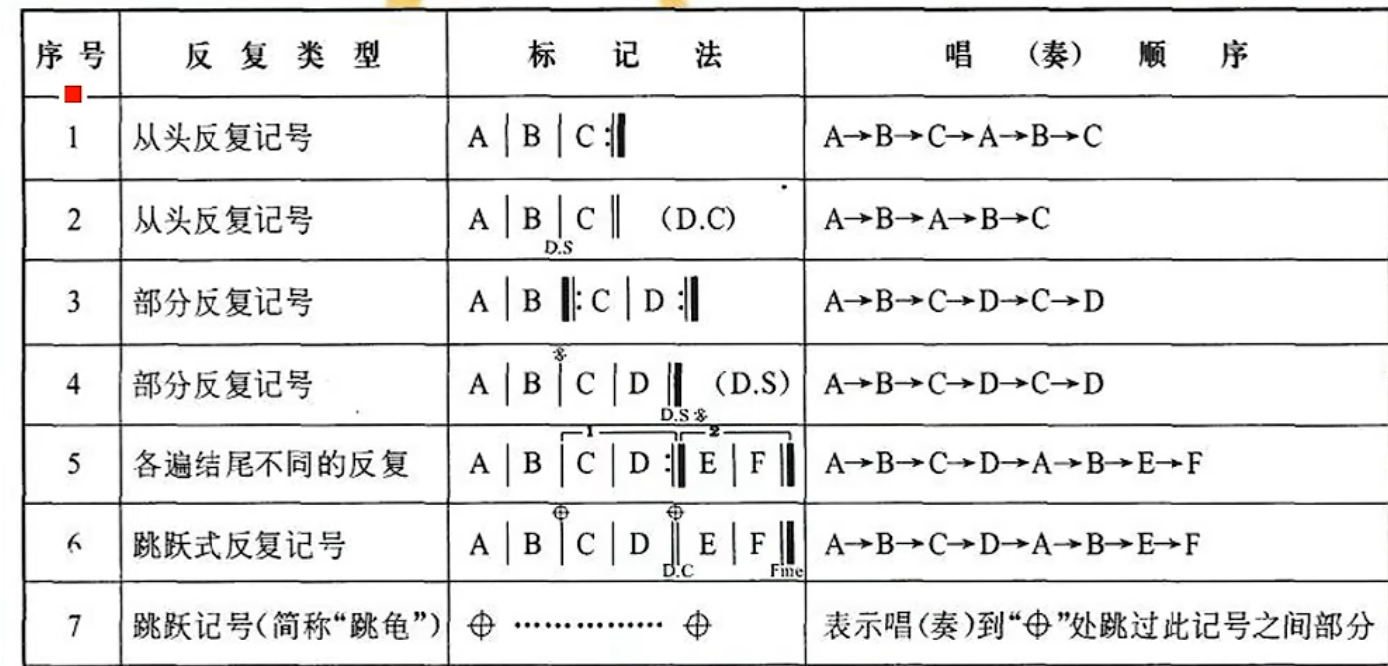 序号 反复类型 标记法 唱（奏）顺序
1 从头反复记号 A | B | C :‖ A→B→C→A→B→C
2 从头反复记号 A | B | C ‖ (D.C) A→B→A→B→C
D.S
3 部分反复记号 A | B ‖: C | D :‖ A→B→C→D→C→D
𝄋
4 部分反复记号 A | B | C | D ‖ (D.S) A→B→C→D→C→D
D.S 𝄋
1 2
5 各遍结尾不同的反复 A | B | C | D :‖ E | F ‖ A→B→C→D→A→B→E→F
𝄌 𝄌
6 跳跃式反复记号 A | B | C | D ‖ E | F ‖ A→B→C→D→A→B→E→F
D.C Fine
7 跳跃记号(简称“跳龟”) 𝄌 …………… 𝄌 表示唱(奏)到“𝄌”处跳过此记号之间部分